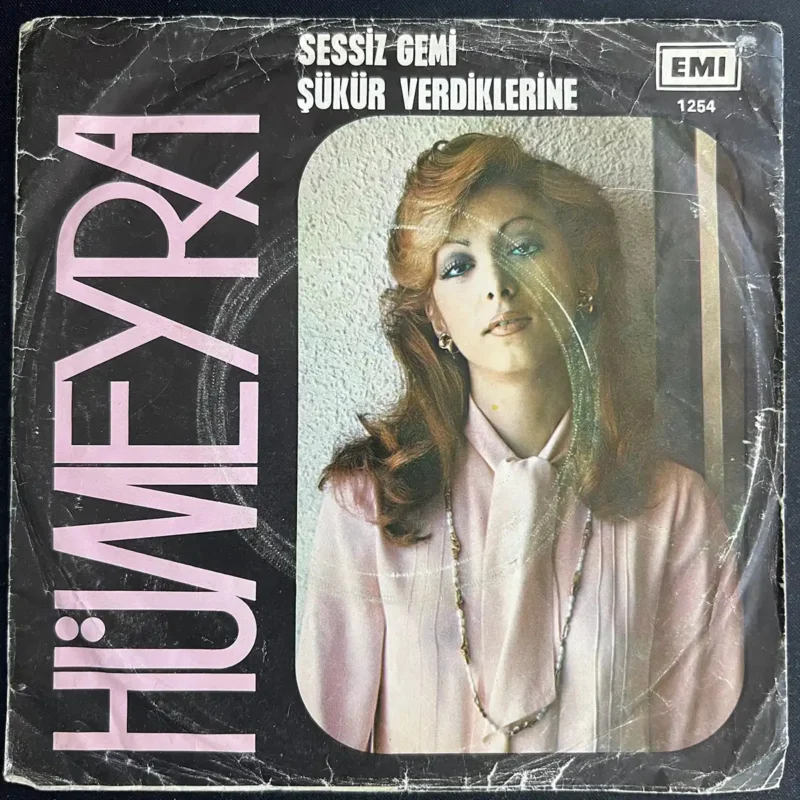 SESSİZ GEMİ
ŞÜKÜR VERDİKLERİNE
EMI
1254
HÜMEYRA